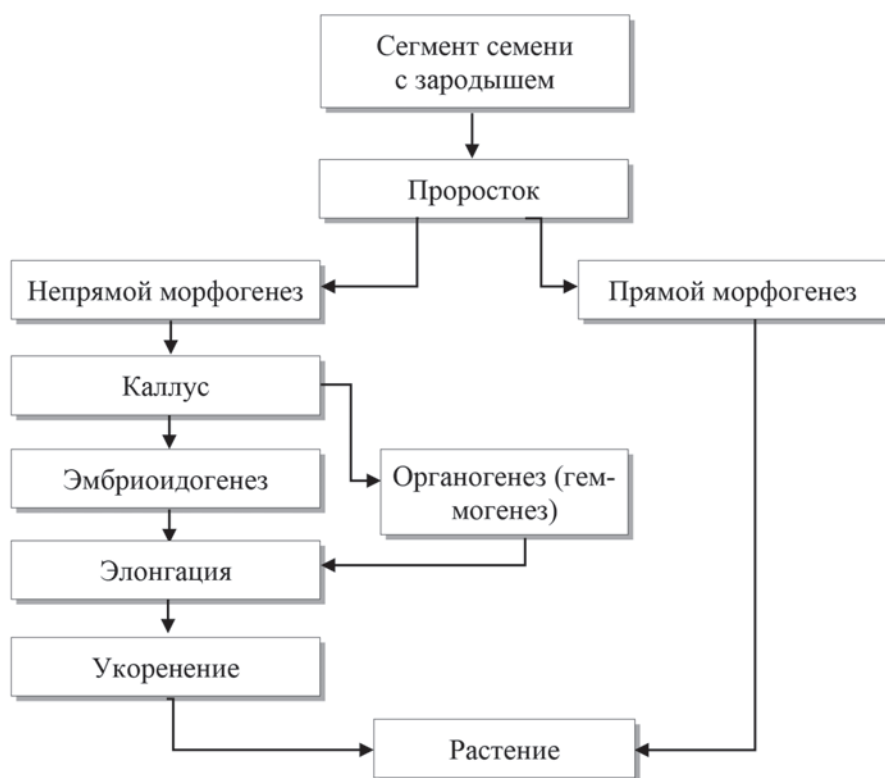 Сегмент семени
с зародышем
Проросток
Непрямой морфогенез
Прямой морфогенез
Каллус
Эмбриоидогенез
Органогенез (гем-
могенез)
Элонгация
Укоренение
Растение